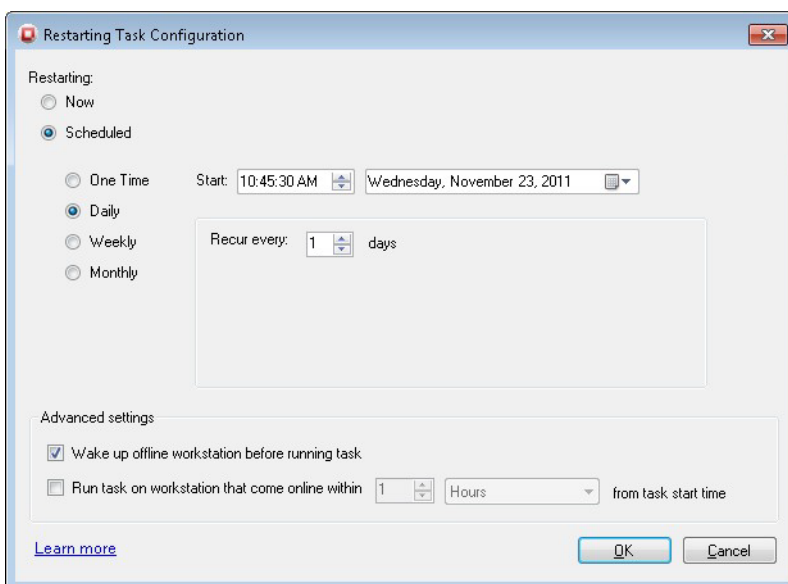 Restarting Task Configuration
Restarting:
Now
Scheduled
One Time Start: 10:45:30 AM Wednesday, November 23, 2011
Daily
Recur every: 1 days
Weekly
Monthly
Advanced settings
Wake up offline workstation before running task
Run task on workstation that come online within 1 Hours from task start time
Learn more OK Cancel